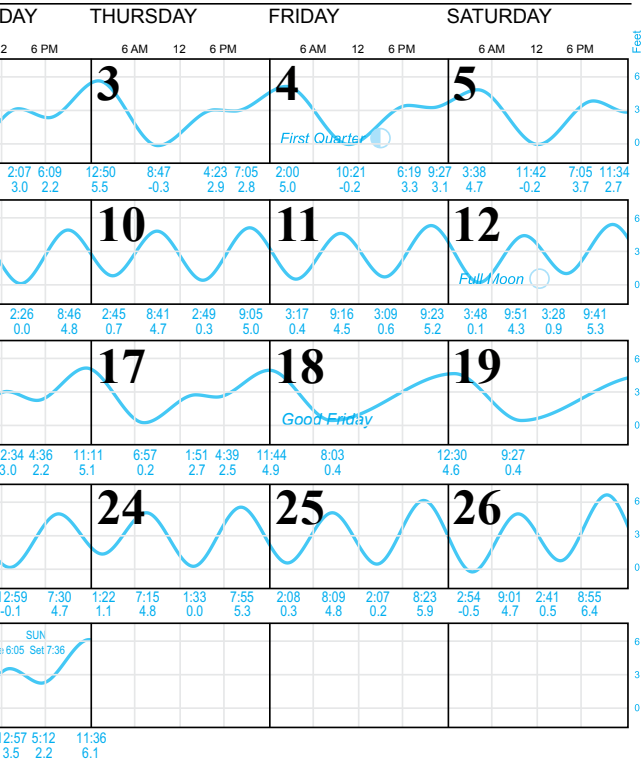 DAY THURSDAY FRIDAY SATURDAY
2 6 PM 6 AM 12 6 PM 6 AM 12 6 PM 6 AM 12 6 PM Feet
3 4 5 6
3
First Quarter 0
2:07 6:09 12:50 8:47 4:23 7:05 2:00 10:21 6:19 9:27 3:38 11:42 7:05 11:34
3.0 2.2 5.5 -0.3 2.9 2.8 5.0 -0.2 3.3 3.1 4.7 -0.2 3.7 2.7
10 11 12 6
3
Full Moon 0
2:26 8:46 2:45 8:41 2:49 9:05 3:17 9:16 3:09 9:23 3:48 9:51 3:28 9:41
0.0 4.8 0.7 4.7 0.3 5.0 0.4 4.5 0.6 5.2 0.1 4.3 0.9 5.3
17 18 19 6
3
Good Friday 0
2:34 4:36 11:11 6:57 1:51 4:39 11:44 8:03 12:30 9:27
3.0 2.2 5.1 0.2 2.7 2.5 4.9 0.4 4.6 0.4
24 25 26 6
3
0
12:59 7:30 1:22 7:15 1:33 7:55 2:08 8:09 2:07 8:23 2:54 9:01 2:41 8:55
-0.1 4.7 1.1 4.8 0.0 5.3 0.3 4.8 0.2 5.9 -0.5 4.7 0.5 6.4
SUN 6
6:05 Set 7:36
3
0
12:57 5:12 11:36
3.5 2.2 6.1